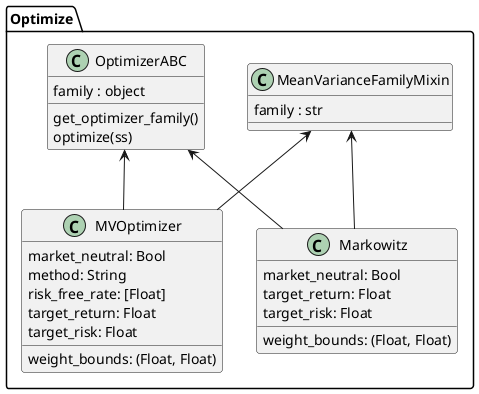 Optimize
C OptimizerABC
family : object
get_optimizer_family()
optimize(ss)
C MeanVarianceFamilyMixin
family : str
C MVOptimizer
market_neutral: Bool
method: String
risk_free_rate: [Float]
target_return: Float
target_risk: Float
weight_bounds: (Float, Float)
C Markowitz
market_neutral: Bool
target_return: Float
target_risk: Float
weight_bounds: (Float, Float)